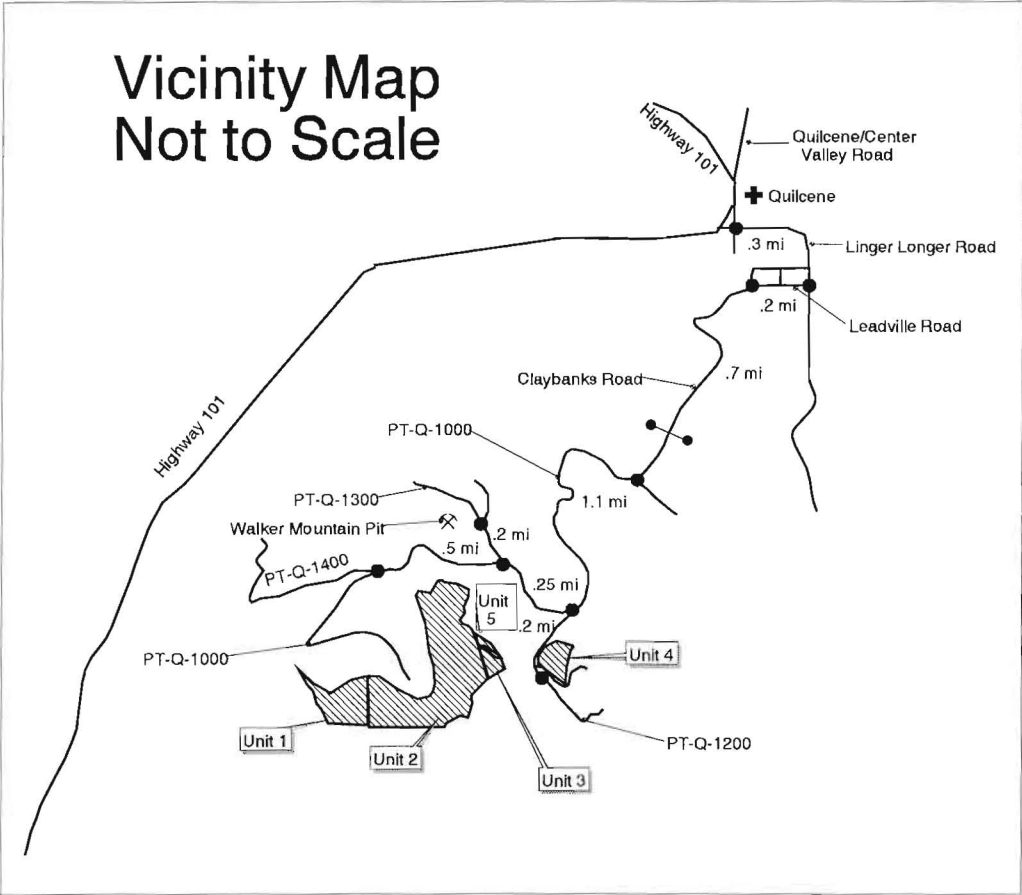 Vicinity Map
Not to Scale
Highway 101
Quilcene/Center
Valley Road
Quilcene
.3 mi
Linger Longer Road
.2 mi
Leadville Road
.7 mi
Claybanks Road
Highway 101
PT-Q-1000
1.1 mi
PT-Q-1300
Walker Mountain Pit
.2 mi
.5 mi
PT-Q-1400
.25 mi
Unit
5
.2 mi
PT-Q-1000
Unit 4
Unit 1
Unit 2
PT-Q-1200
Unit 3